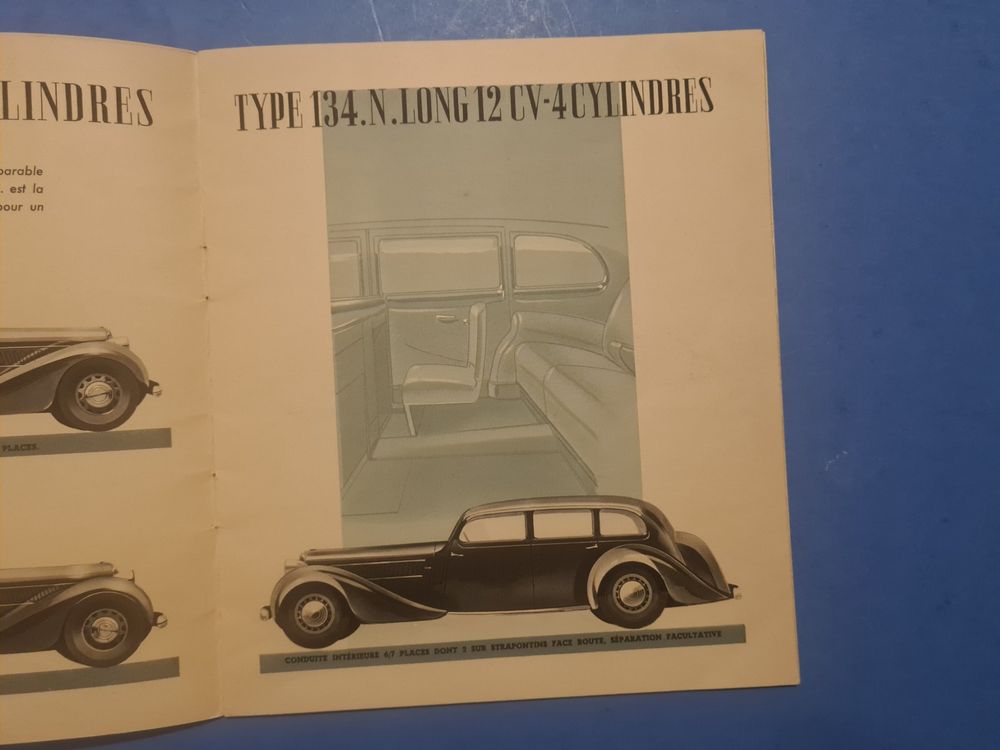 LINDRES
parable
. est la
pour un
PLACES.
TYPE 134.N.LONG 12 CV-4 CYLINDRES
CONDUITE INTÉRIEURE 6/7 PLACES DONT 2 SUR STRAPONTINS FACE ROUTE, SÉPARATION FACULTATIVE